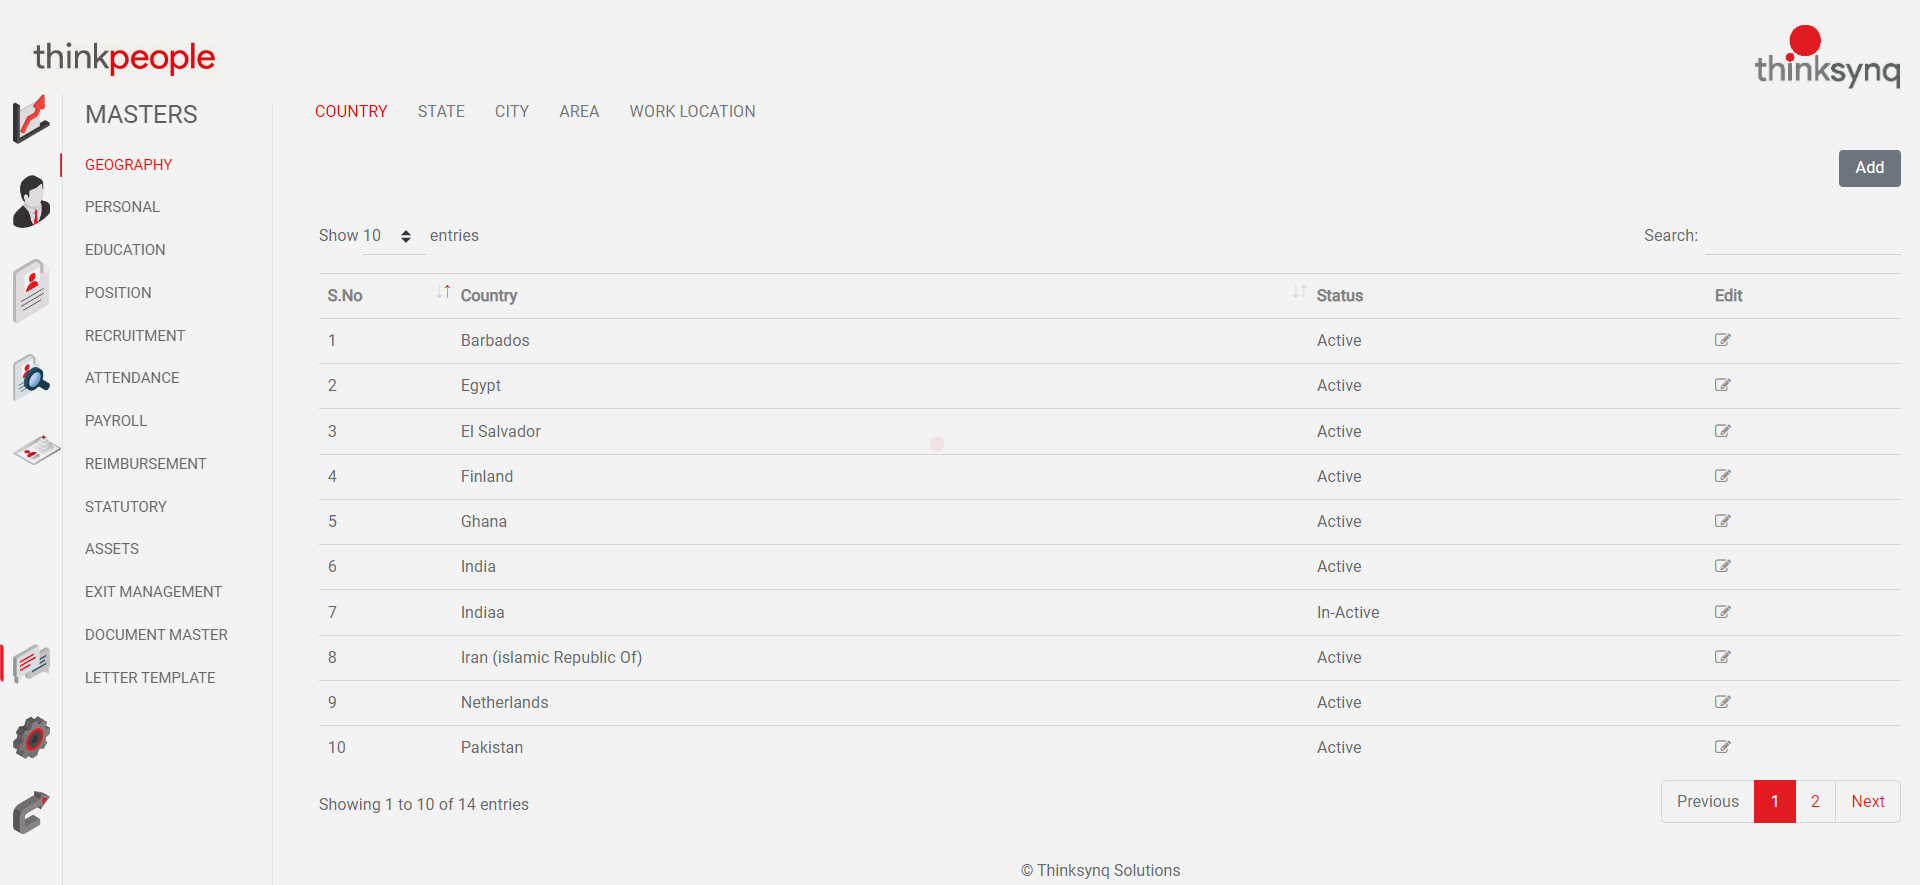 thinkpeople
thinksynq
MASTERS
GEOGRAPHY
PERSONAL
EDUCATION
POSITION
RECRUITMENT
ATTENDANCE
PAYROLL
REIMBURSEMENT
STATUTORY
ASSETS
EXIT MANAGEMENT
DOCUMENT MASTER
LETTER TEMPLATE
COUNTRY STATE CITY AREA WORK LOCATION
Add
Show 10 entries Search:
S.No Country Status Edit
1 Barbados Active
2 Egypt Active
3 El Salvador Active
4 Finland Active
5 Ghana Active
6 India Active
7 Indiaa In-Active
8 Iran (islamic Republic Of) Active
9 Netherlands Active
10 Pakistan Active
Showing 1 to 10 of 14 entries Previous 1 2 Next
© Thinksynq Solutions